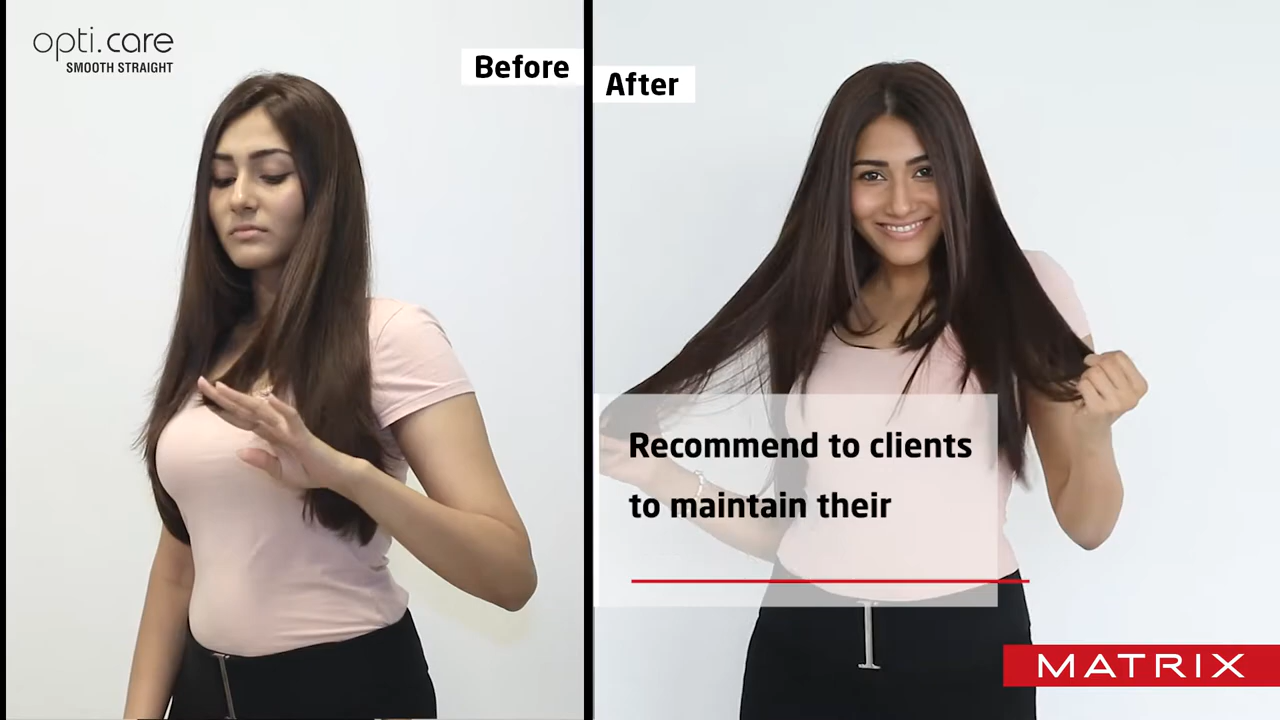 opti.care
SMOOTH STRAIGHT
Before
After
Recommend to clients
to maintain their
MATRIX